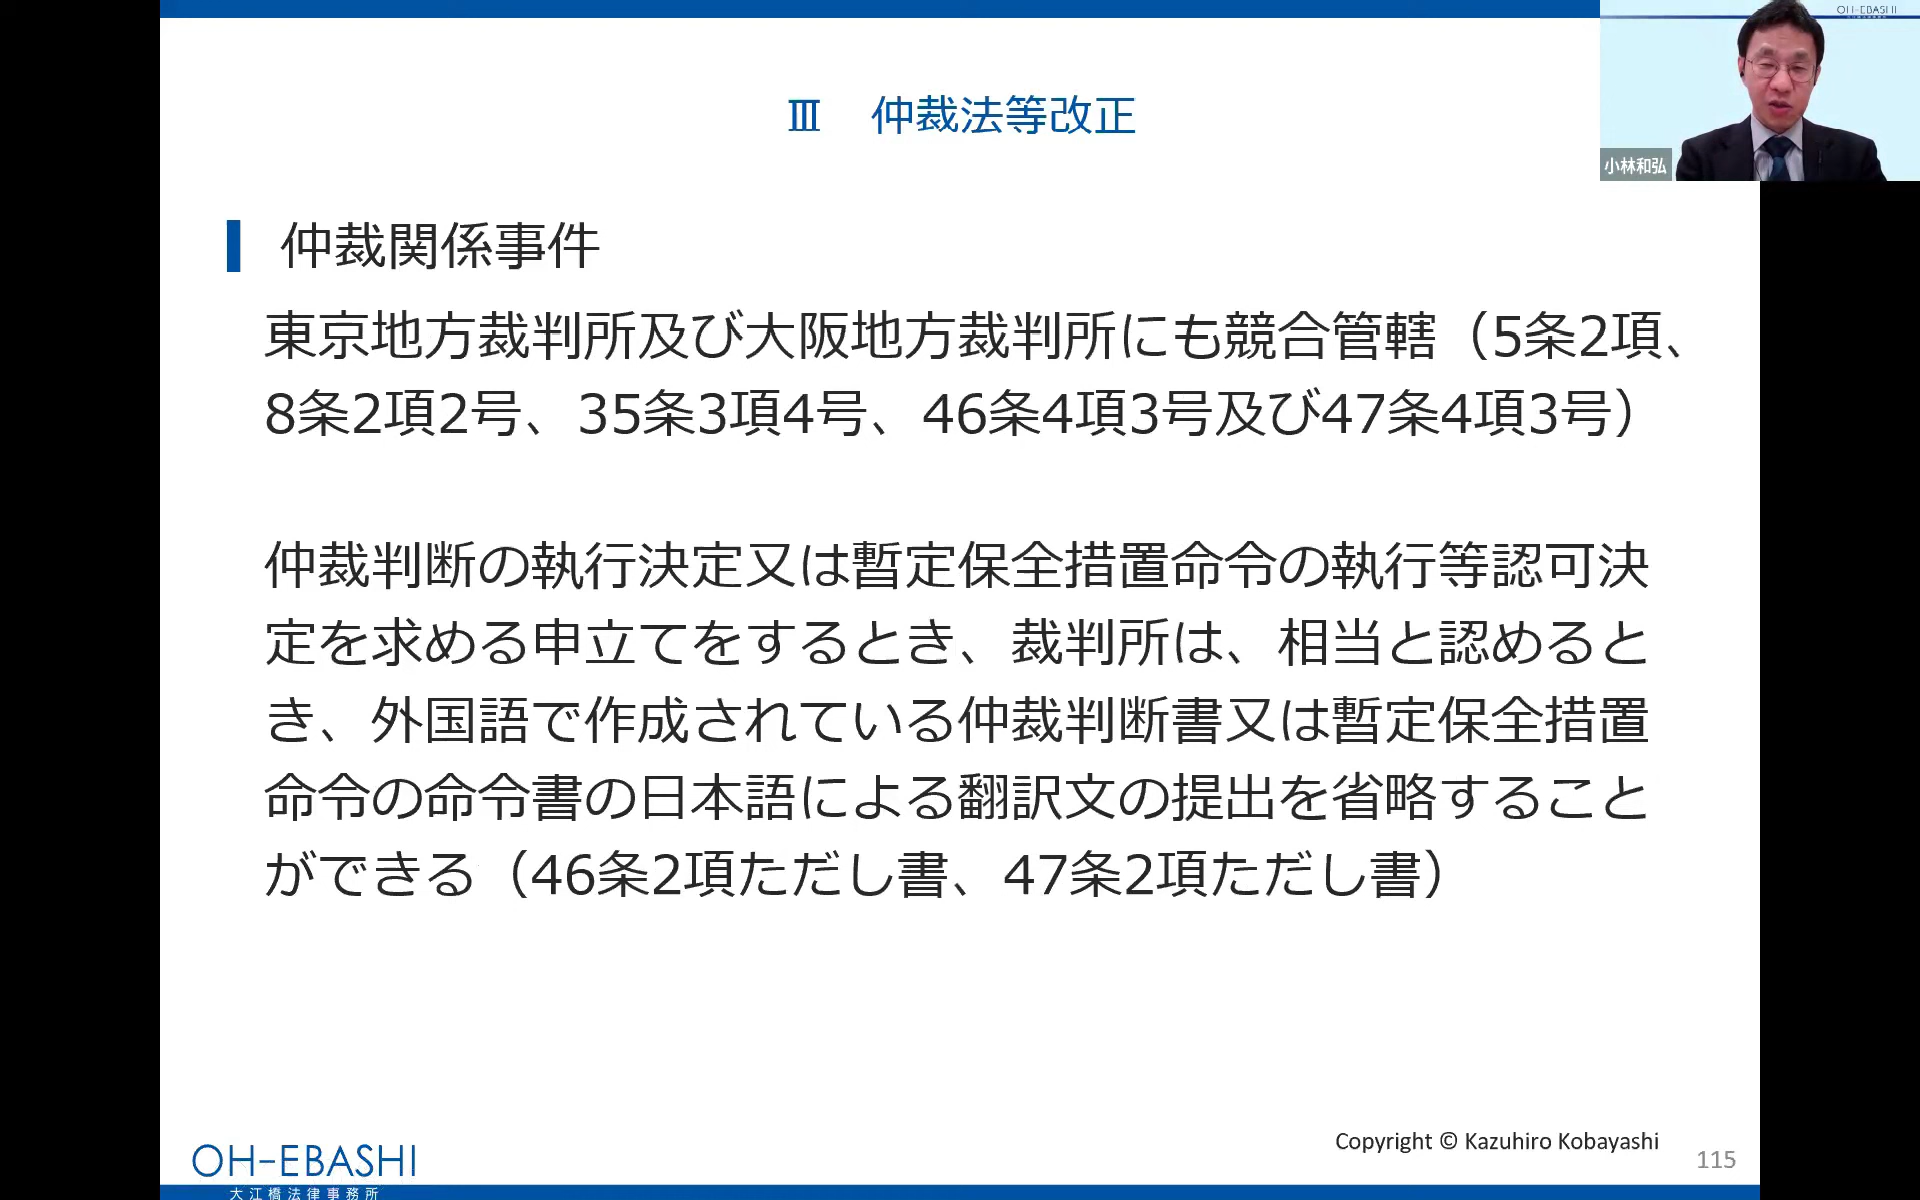 OH-EBASHI
小林和弘
Ⅲ 仲裁法等改正
仲裁関係事件
東京地方裁判所及び大阪地方裁判所にも競合管轄（5条2項、
8条2項2号、35条3項4号、46条4項3号及び47条4項3号）
仲裁判断の執行決定又は暫定保全措置命令の執行等認可決
定を求める申立てをするとき、裁判所は、相当と認めると
き、外国語で作成されている仲裁判断書又は暫定保全措置
命令の命令書の日本語による翻訳文の提出を省略すること
ができる（46条2項ただし書、47条2項ただし書）
Copyright © Kazuhiro Kobayashi
115
OH-EBASHI
大江橋法律事務所